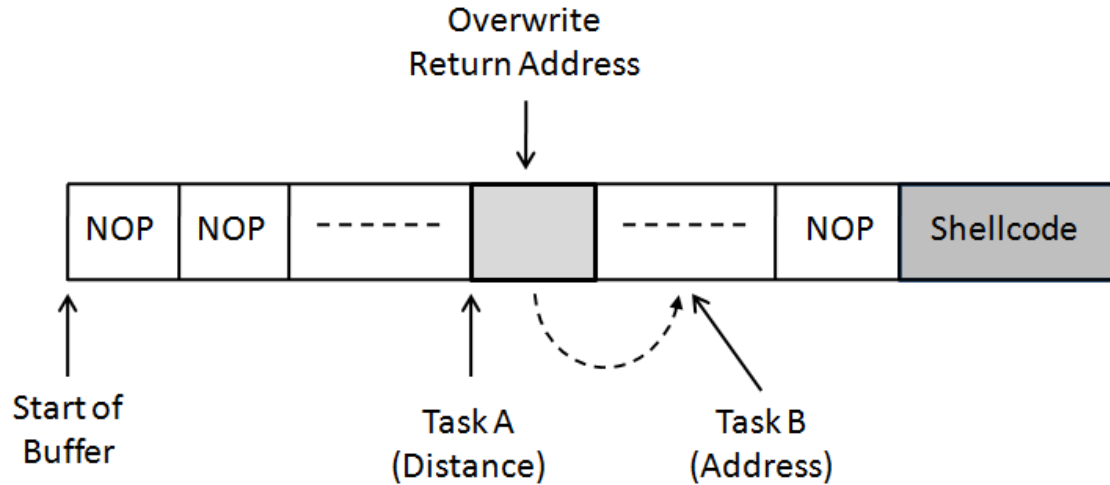 Overwrite
Return Address
NOP NOP NOP Shellcode
Start of
Buffer
Task A
(Distance)
Task B
(Address)